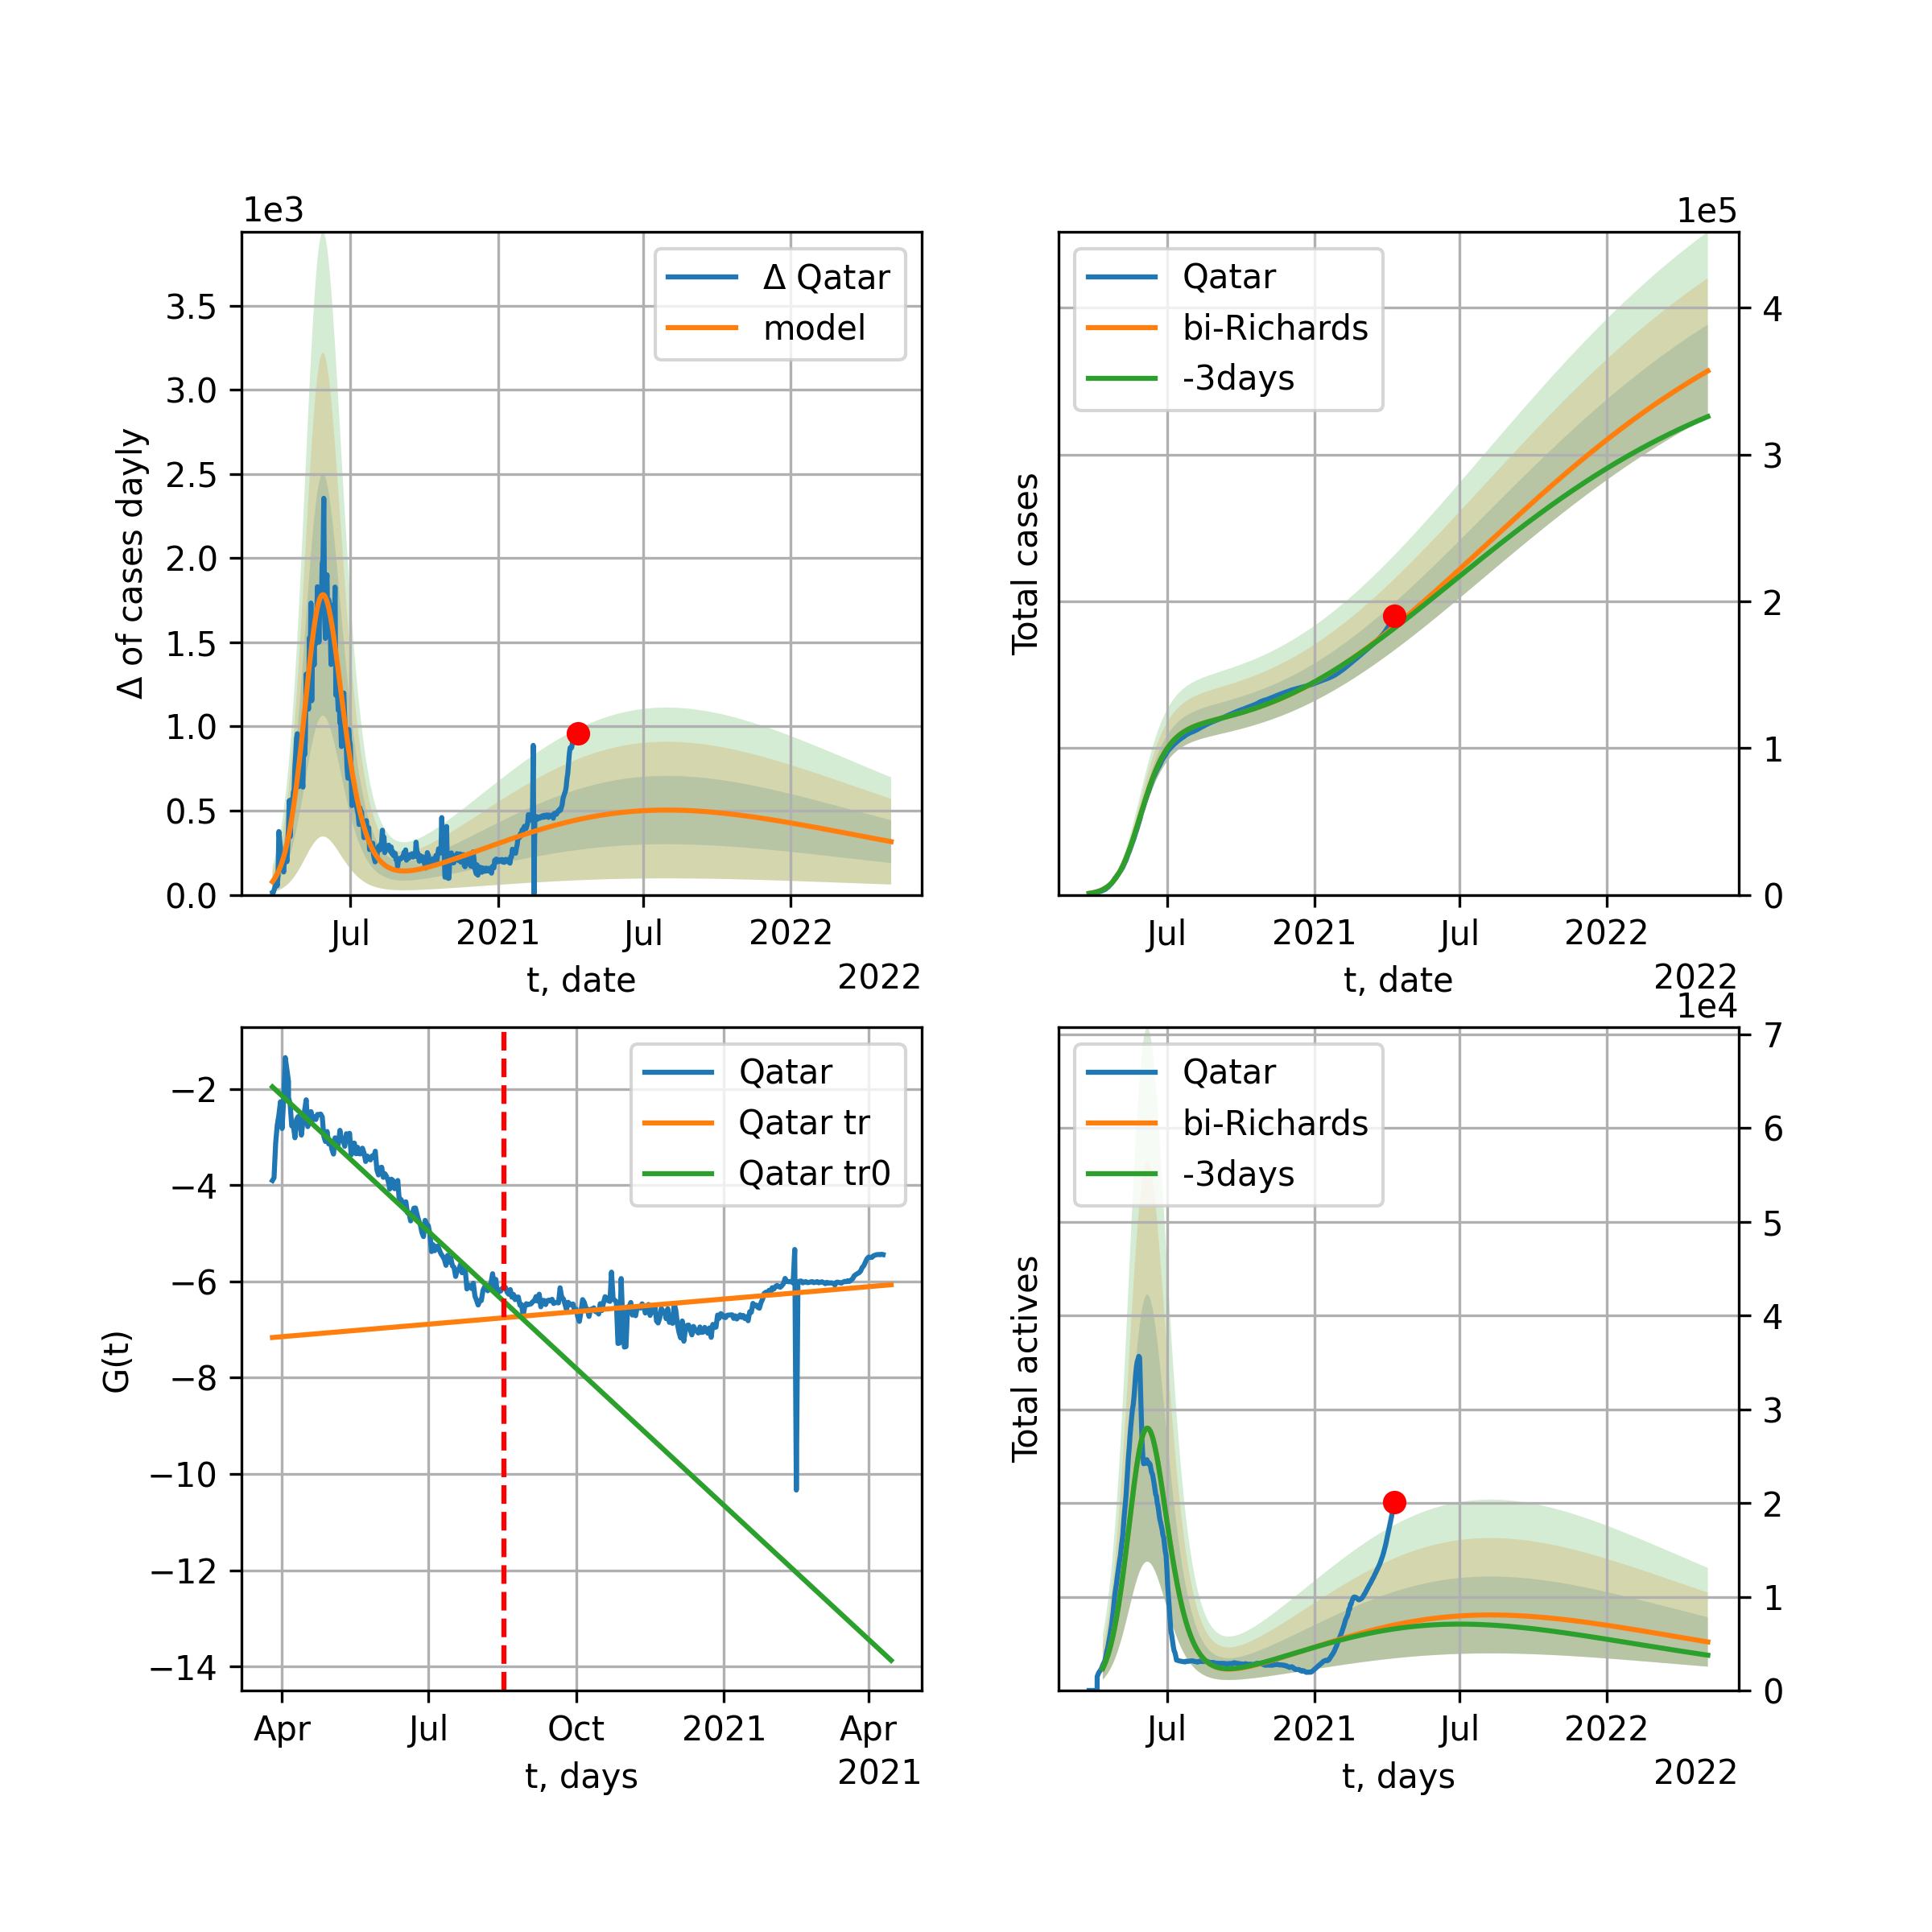 1e3
Δ of cases dayly
3.5
3.0
2.5
2.0
1.5
1.0
0.5
0.0
Δ Qatar
model
Jul
2021
Jul
2022
t, date
2022
1e5
Total cases
Qatar
bi-Richards
-3days
4
3
2
1
0
Jul
2021
Jul
2022
t, date
2022
G(t)
−2
−4
−6
−8
−10
−12
−14
Qatar
Qatar tr
Qatar tr0
Apr
Jul
Oct
2021
Apr
t, days
2021
1e4
Total actives
Qatar
bi-Richards
-3days
7
6
5
4
3
2
1
0
Jul
2021
Jul
2022
t, days
2022